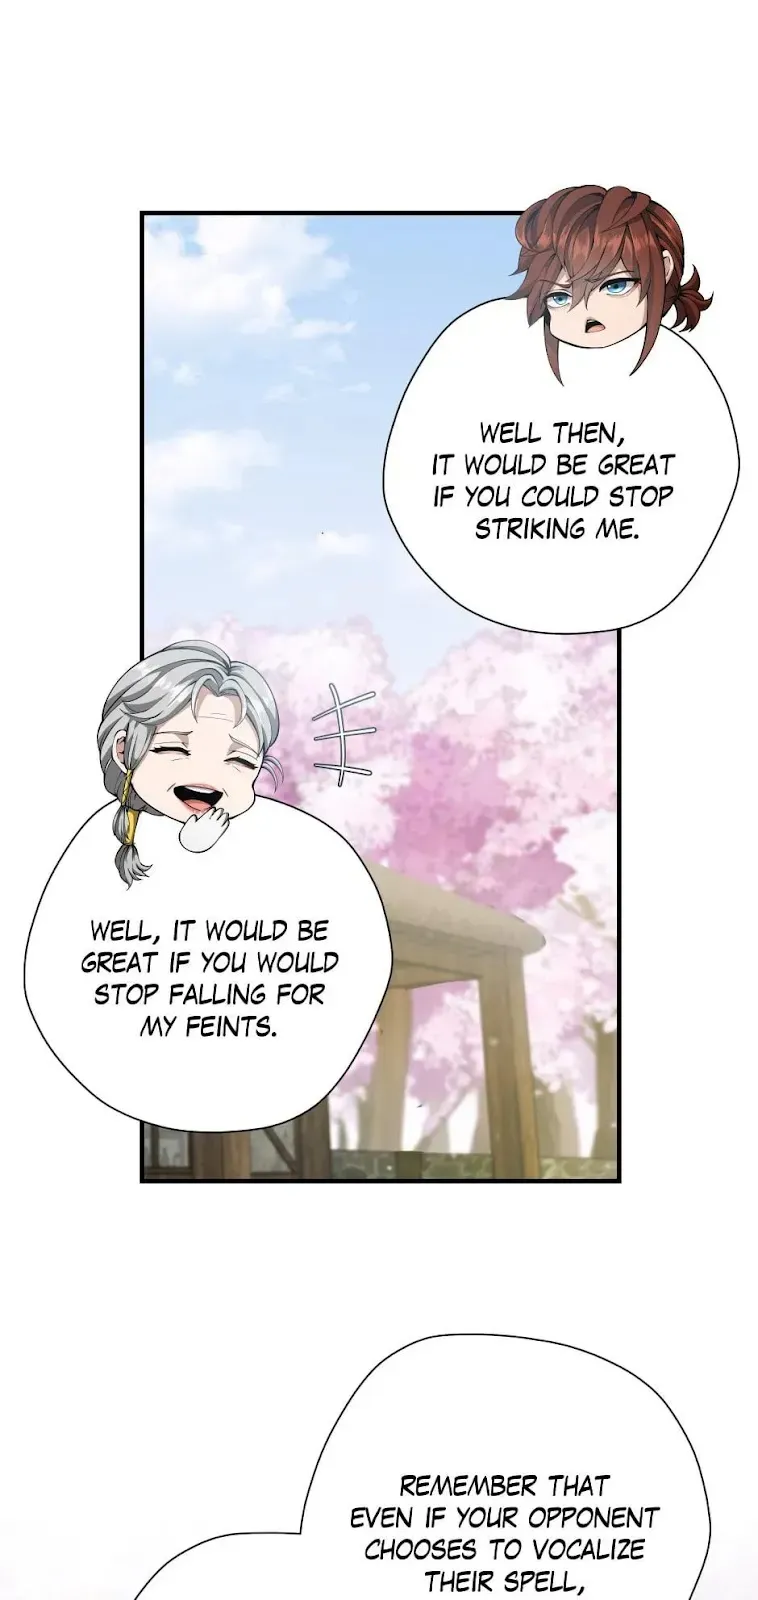 WELL THEN,
IT WOULD BE GREAT
IF YOU COULD STOP
STRIKING ME.
WELL, IT WOULD BE
GREAT IF YOU WOULD
STOP FALLING FOR
MY FEINTS.
REMEMBER THAT
EVEN IF YOUR OPPONENT
CHOOSES TO VOCALIZE
THEIR SPELL,